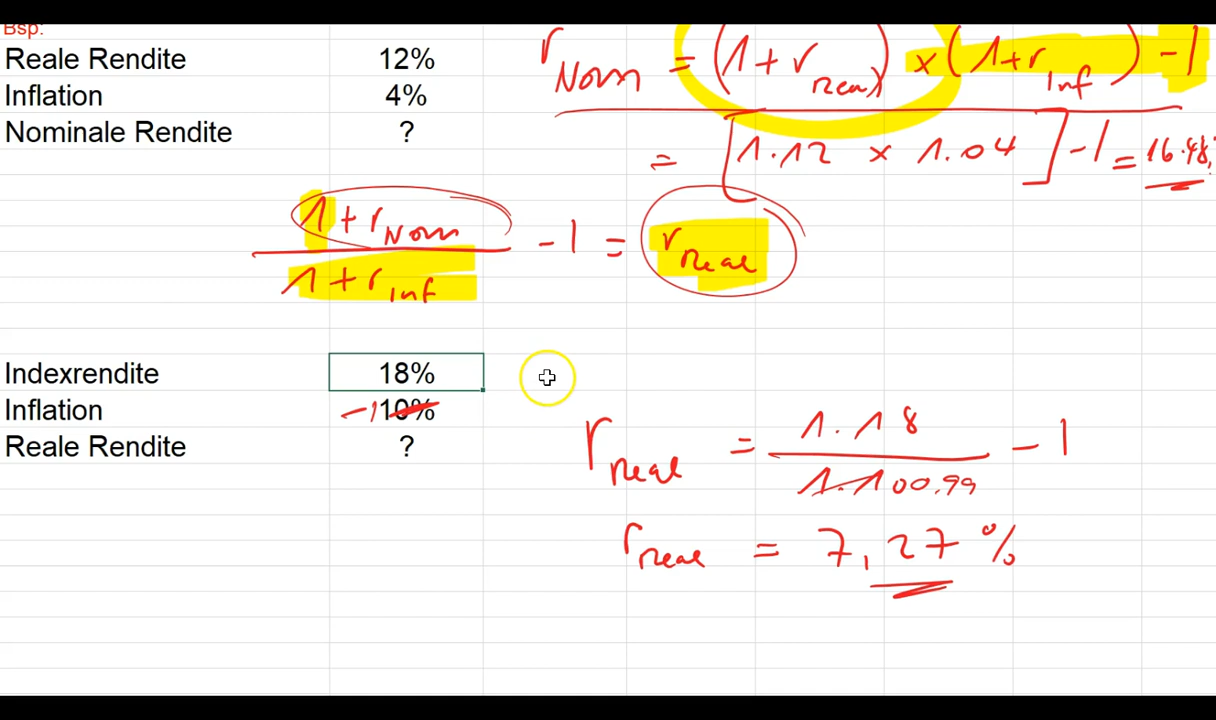 Bsp:
Reale Rendite 12%
Inflation 4%
Nominale Rendite ?
r Nom = (1 + r real) × (1 + r Inf) - 1
= [1.12 × 1.04] - 1 = 16.48
1 + r Nom
1 + r Inf
- 1 = r real
Indexrendite 18%
Inflation -1 10%
Reale Rendite ?
r real = 1.18
1.100.99
- 1
r real = 7,27 %